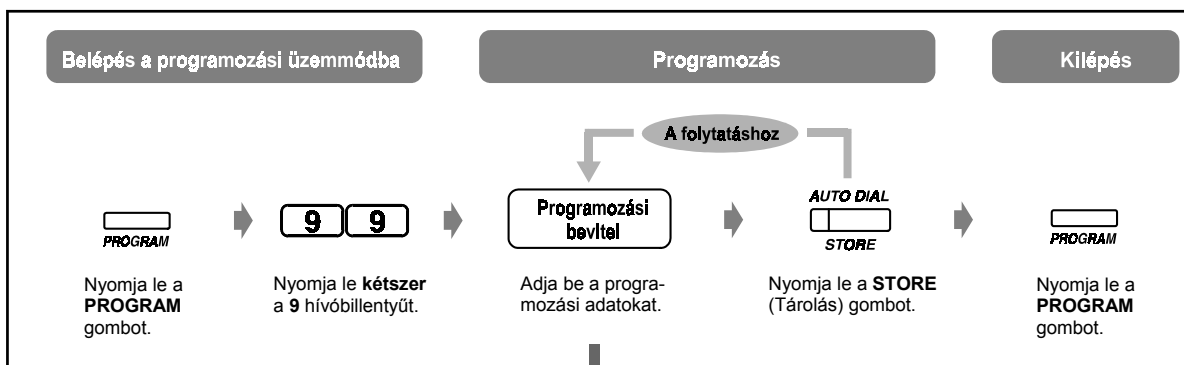 Belépés a programozási üzemmódba
Programozás
Kilépés
A folytatáshoz
PROGRAM
9 9
Programozási
bevitel
AUTO DIAL
STORE
PROGRAM
Nyomja le a
PROGRAM
gombot.
Nyomja le kétszer
a 9 hívóbillentyűt.
Adja be a progra-
mozási adatokat.
Nyomja le a STORE
(Tárolás) gombot.
Nyomja le a
PROGRAM
gombot.